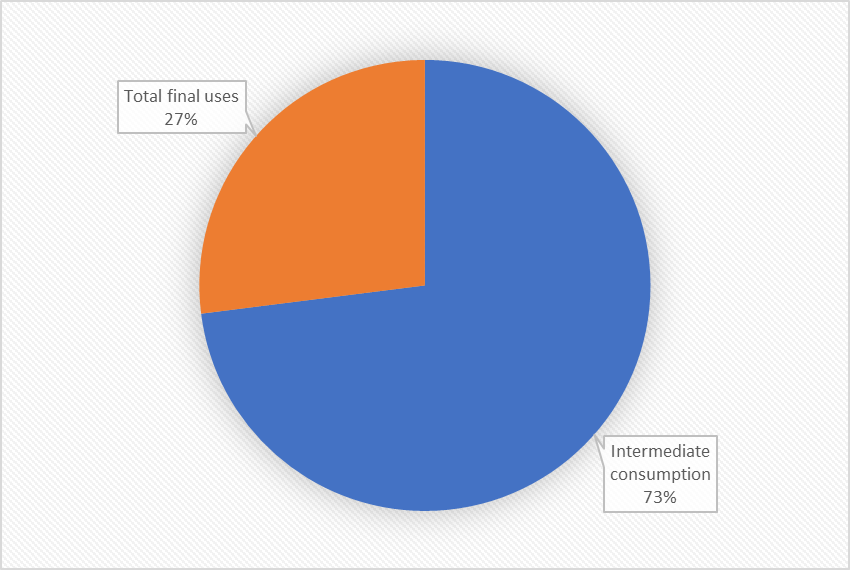 Total final uses
27%
Intermediate
consumption
73%